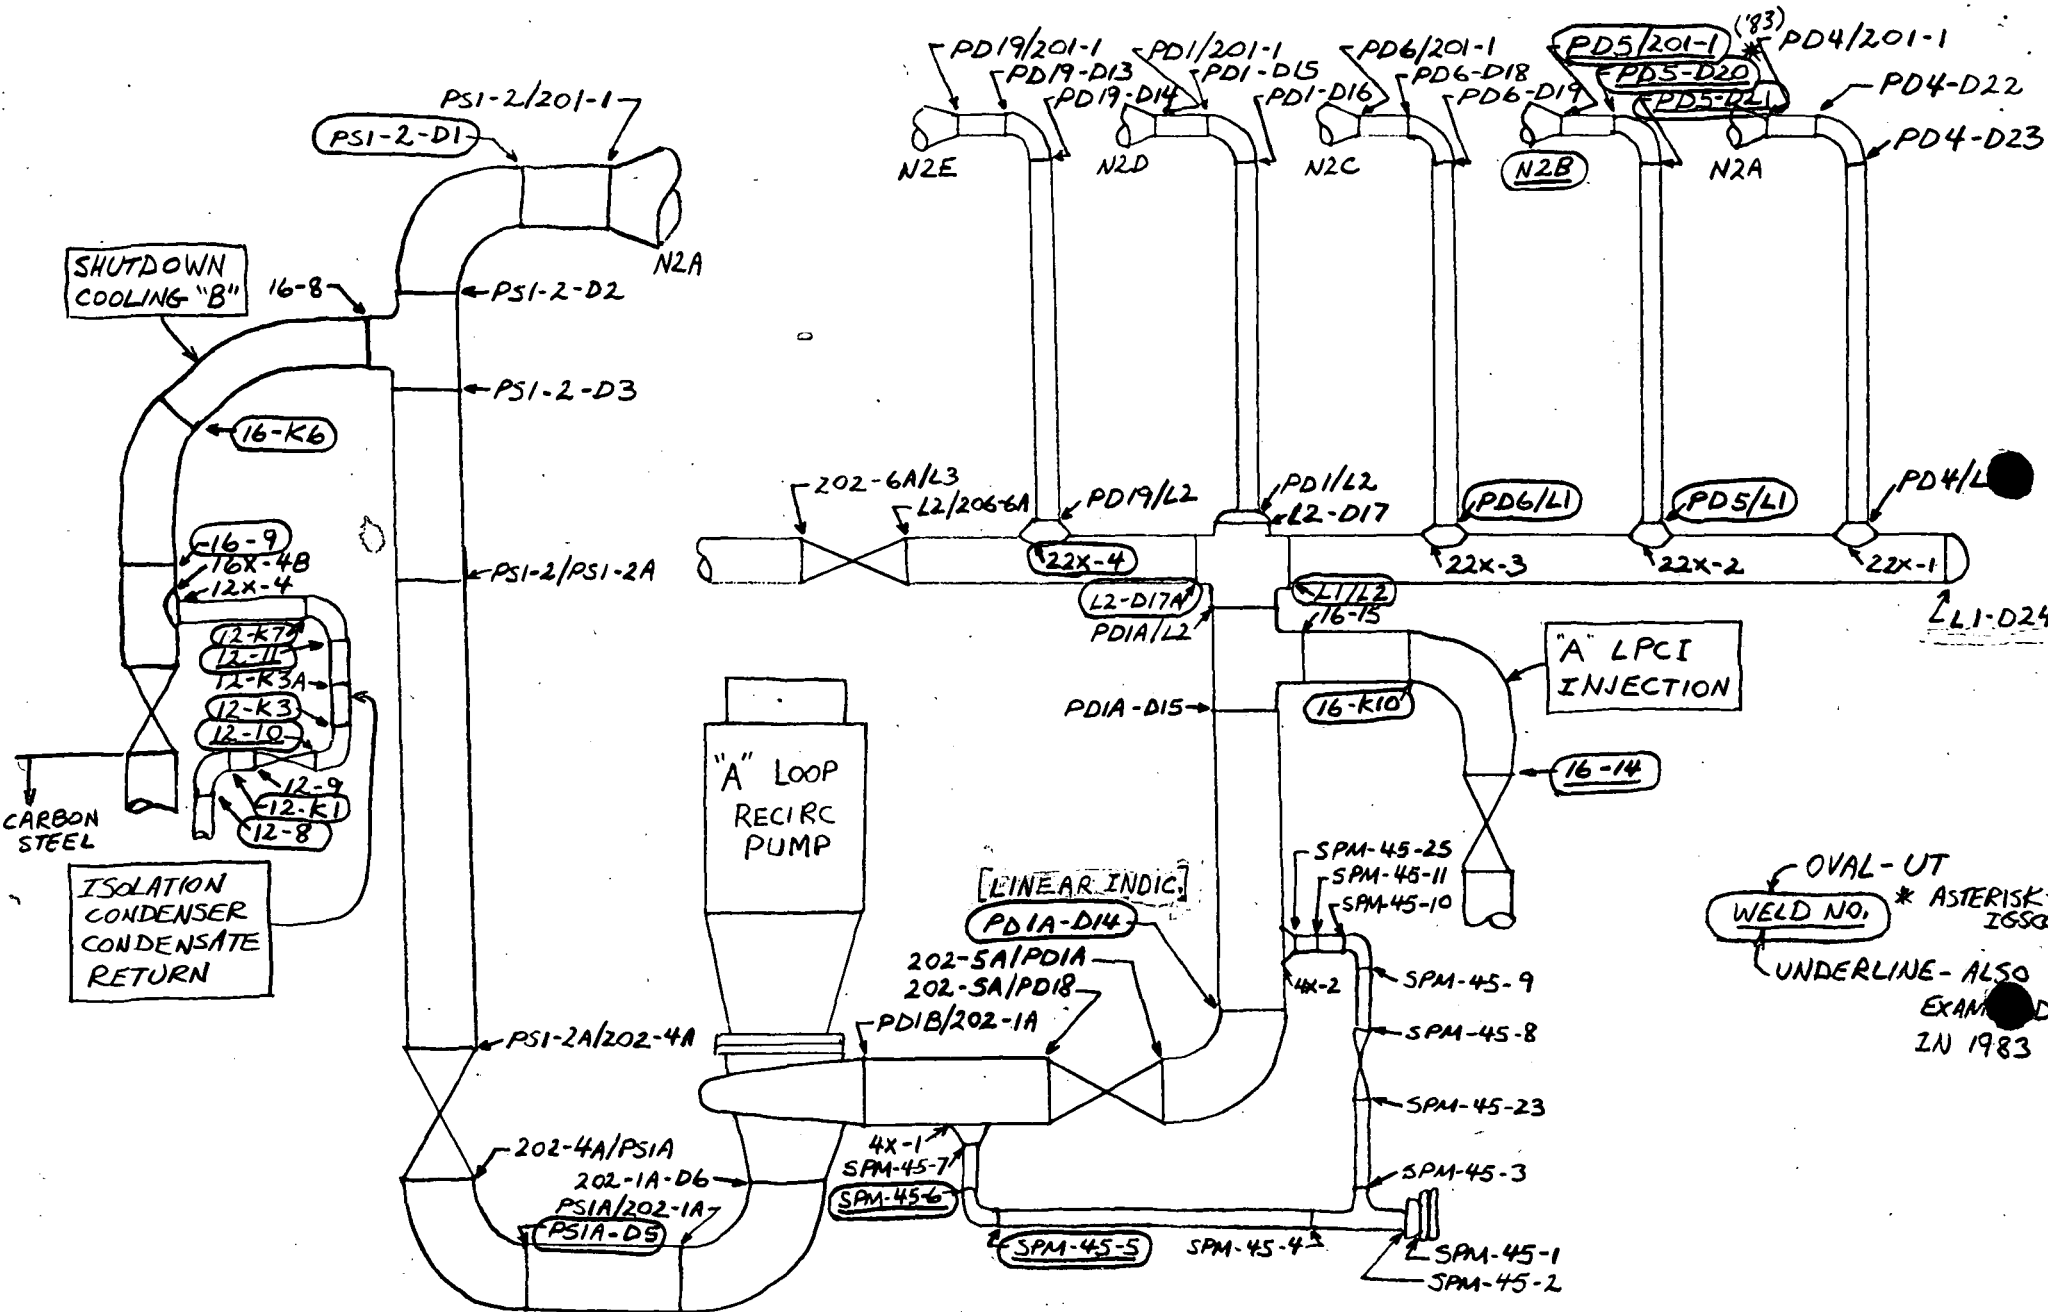 PS1-2/201-1
PS1-2-D1
N2A
SHUTDOWN
COOLING "B"
16-8
PS1-2-D2
PS1-2-D3
16-K6
16-9
16X-4B
12X-4
PS1-2/PS1-2A
12-K7
12-11
12-K3A
12-K3
12-10
12-9
12-K1
12-8
CARBON
STEEL
ISOLATION
CONDENSER
CONDENSATE
RETURN
PS1-2A/202-4A
202-4A/PS1A
202-1A-D6
PS1A/202-1A
PS1A-D5
"A" LOOP
RECIRC
PUMP
PD19/201-1
PD19-D13
PD19-D14
N2E
PD1/201-1
PD1-D15
PD1-D16
N2D
PD6/201-1
PD6-D18
PD6-D19
N2C
PD5/201-1
PD5-D20
PD5-D21
('83)
*
N2B
PD4/201-1
PD4-D22
PD4-D23
N2A
202-6A/L3
L2/206-6A
PD19/L2
22X-4
PD1/L2
L2-D17
PD6/L1
22X-3
PD5/L1
22X-2
PD4/L
22X-1
L1-D24
L2-D17A
PD1A/L2
L1/L2
16-15
"A" LPCI
INJECTION
PD1A-D15
16-K10
16-14
[LINEAR INDIC.]
PD1A-D14
202-5A/PD1A
202-5A/PD18
PD1B/202-1A
SPM-45-25
SPM-45-11
SPM-45-10
4X-2
SPM-45-9
SPM-45-8
SPM-45-23
SPM-45-3
4X-1
SPM-45-7
SPM-45-6
SPM-45-5
SPM-45-4
SPM-45-1
SPM-45-2
OVAL-UT
* ASTERISK-
IGSCC
WELD NO.
UNDERLINE-ALSO
IN 1983